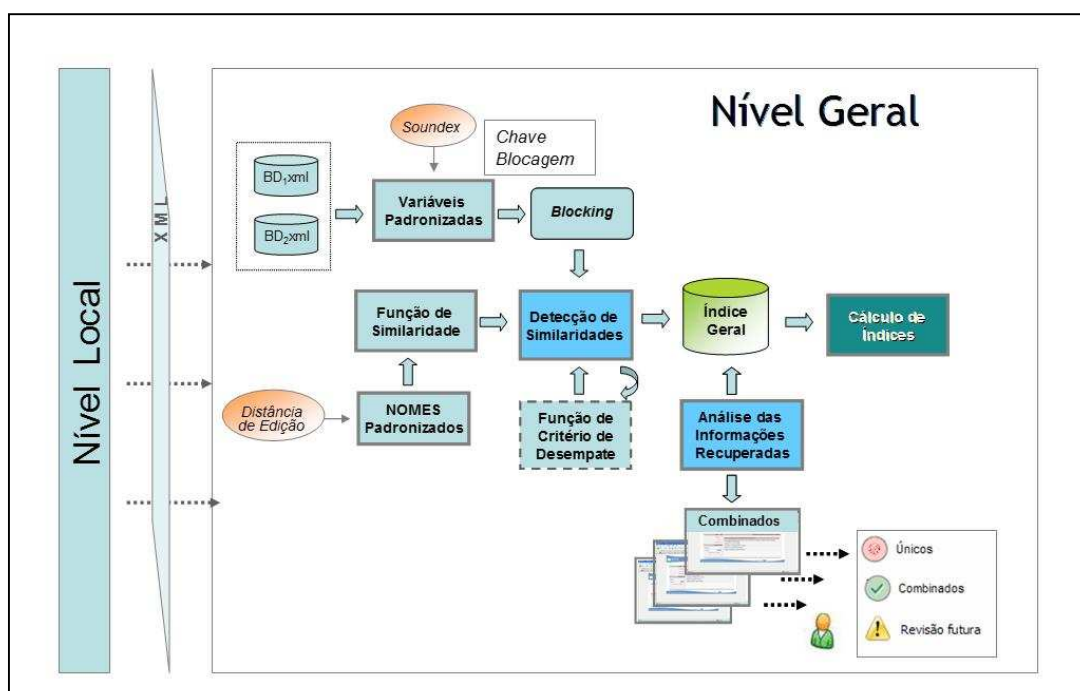 Nível Local
XML
Nível Geral
Soundex
Chave
Blocagem
BD1xml
BD2xml
Variáveis
Padronizadas
Blocking
Função de
Similaridade
Detecção de
Similaridades
Índice
Geral
Cálculo de
Índices
Distância
de Edição
NOMES
Padronizados
Função de
Critério de
Desempate
Análise das
Informações
Recuperadas
Combinados
Únicos
Combinados
Revisão futura